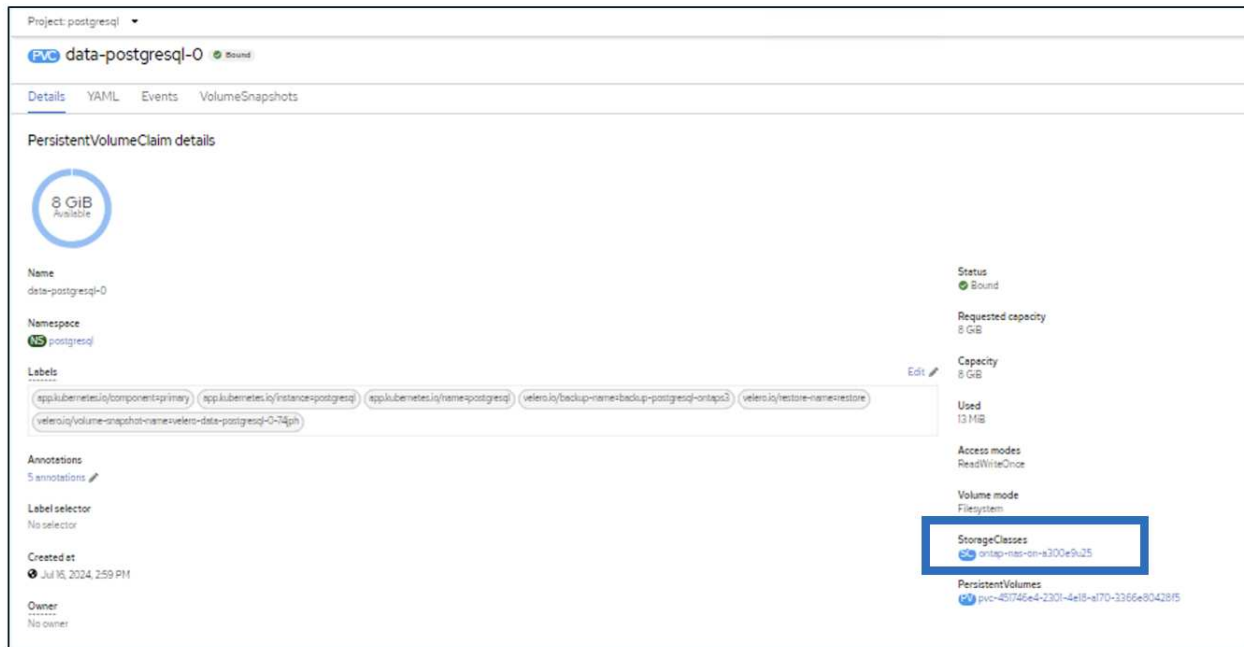 Project: postgresql
PVC data-postgresql-0 Bound
Details YAML Events VolumeSnapshots
PersistentVolumeClaim details
8 GiB
Available
Name
data-postgresql-0
Namespace
NS postgresql
Labels
Edit
app.kubernetes.io/component=primary app.kubernetes.io/instance=postgresql app.kubernetes.io/name=postgresql velero.io/backup-name=backup-postgresql-ontaps3 velero.io/restore-name=restore
velero.io/volume-snapshot-name=velero-data-postgresql-0-74jph
Annotations
5 annotations
Label selector
No selector
Created at
Jul 16, 2024, 2:59 PM
Owner
No owner
Status
Bound
Requested capacity
8 GiB
Capacity
8 GiB
Used
13 MiB
Access modes
ReadWriteOnce
Volume mode
Filesystem
StorageClasses
SC ontap-nas-on-a300e9u25
PersistentVolumes
PV pvc-451746e4-2301-4e18-a170-3366e80428f5